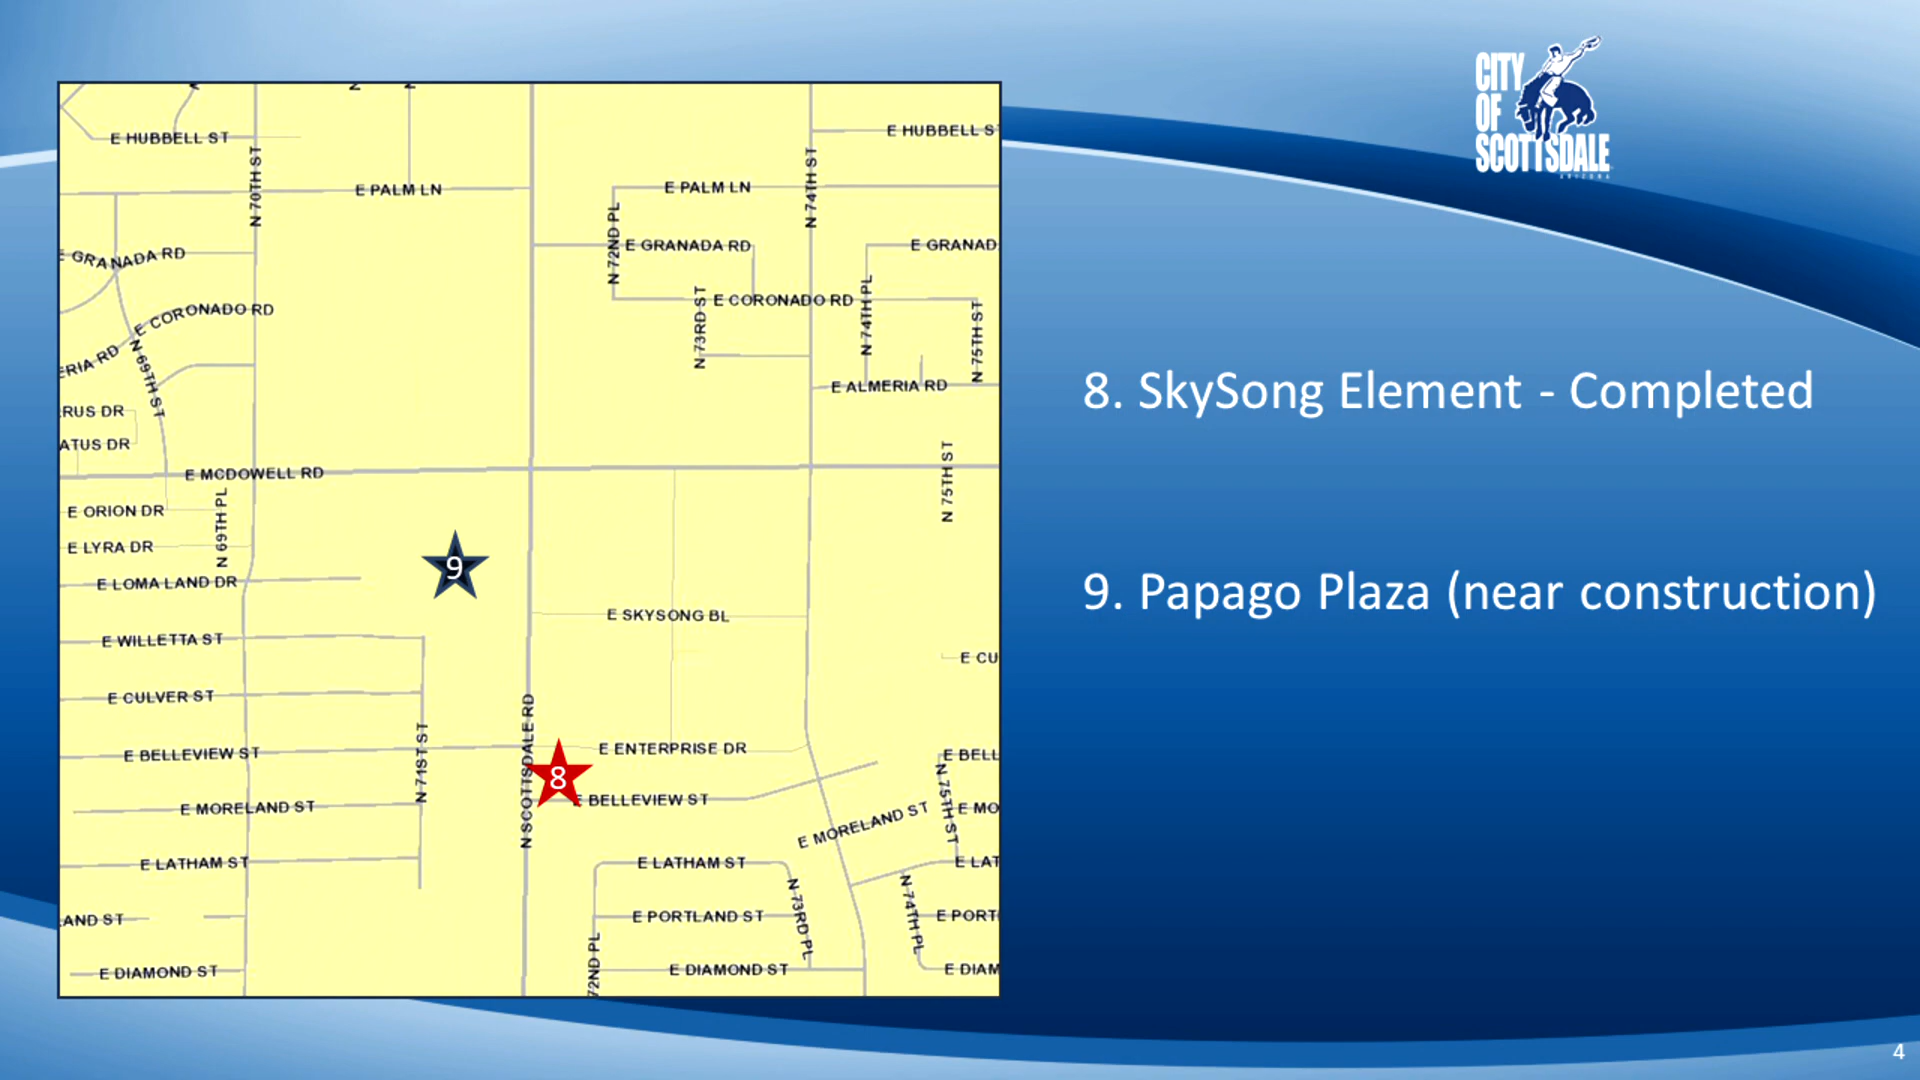 CITY
OF
SCOTTSDALE
ARIZONA
E HUBBELL ST
E HUBBELL S
N 70TH ST
N 74TH ST
E PALM LN
E PALM LN
N 72ND PL
E GRANADA RD
E GRANADA RD
E GRANAD
E CORONADO RD
E CORONADO RD
N 73RD ST
N 74TH PL
N 75TH ST
ERIA RD
N 69TH ST
E ALMERIA RD
RUS DR
ATUS DR
E MCDOWELL RD
N 75TH ST
N 69TH PL
E ORION DR
E LYRA DR
9
E LOMA LAND DR
E SKYSONG BL
E WILLETTA ST
E CU
E CULVER ST
N SCOTTSDALE RD
N 71ST ST
E BELLEVIEW ST
E ENTERPRISE DR
E BELL
8
N 75TH ST
E BELLEVIEW ST
E MORELAND ST
E MORELAND ST
E MO
E LATHAM ST
E LATHAM ST
E LAT
N 73RD PL
N 74TH PL
AND ST
E PORTLAND ST
E PORT
72ND PL
E DIAMOND ST
E DIAMOND ST
E DIAM
8. SkySong Element - Completed
9. Papago Plaza (near construction)
4